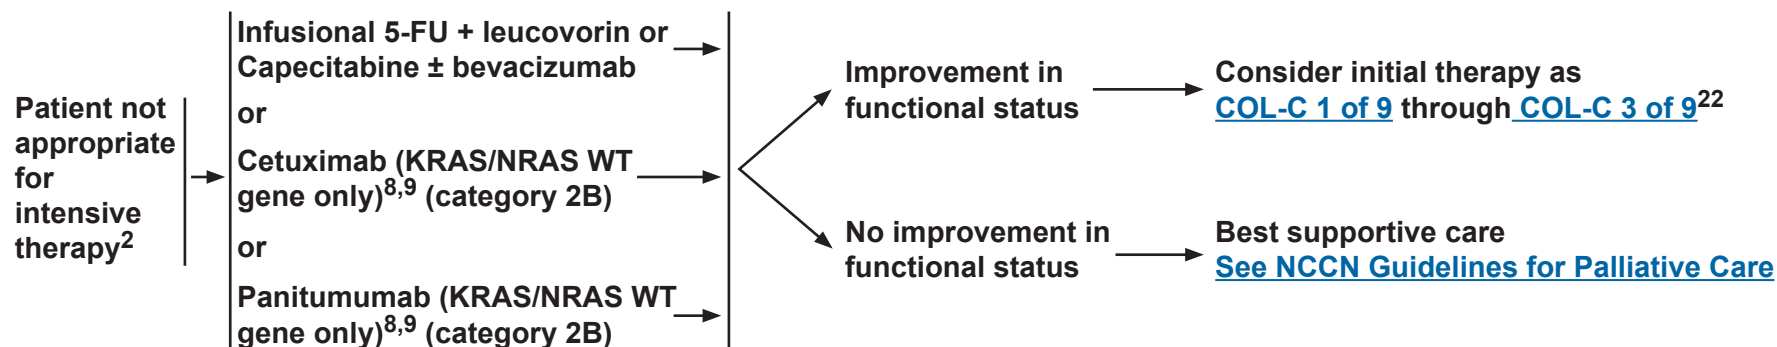 Patient not
appropriate
for
intensive
therapy2
Infusional 5-FU + leucovorin or
Capecitabine ± bevacizumab
or
Cetuximab (KRAS/NRAS WT
gene only)8,9 (category 2B)
or
Panitumumab (KRAS/NRAS WT
gene only)8,9 (category 2B)
Improvement in
functional status
Consider initial therapy as
COL-C 1 of 9 through COL-C 3 of 922
No improvement in
functional status
Best supportive care
See NCCN Guidelines for Palliative Care